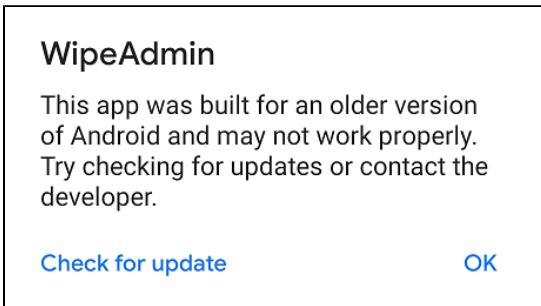 WipeAdmin
This app was built for an older version
of Android and may not work properly.
Try checking for updates or contact the
developer.
Check for update
OK